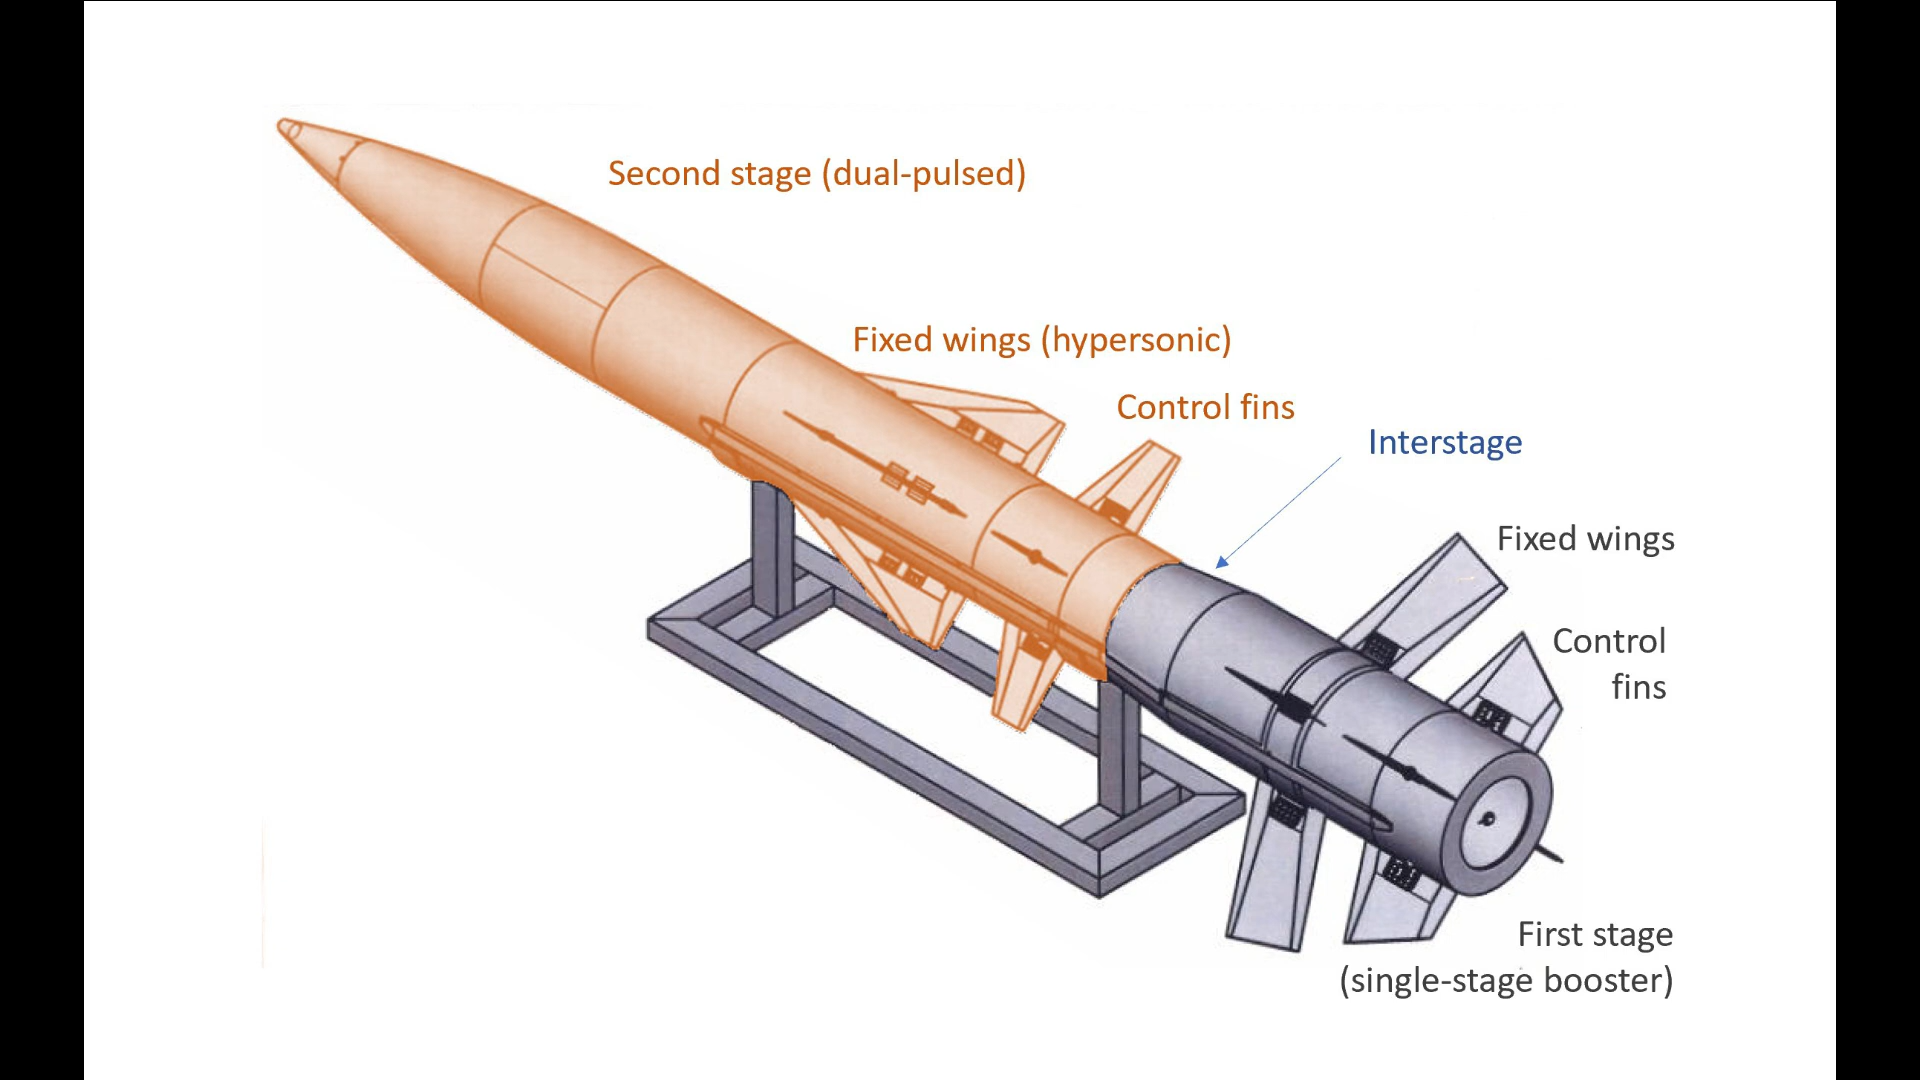 Second stage (dual-pulsed)
Fixed wings (hypersonic)
Control fins
Interstage
Fixed wings
Control
fins
First stage
(single-stage booster)